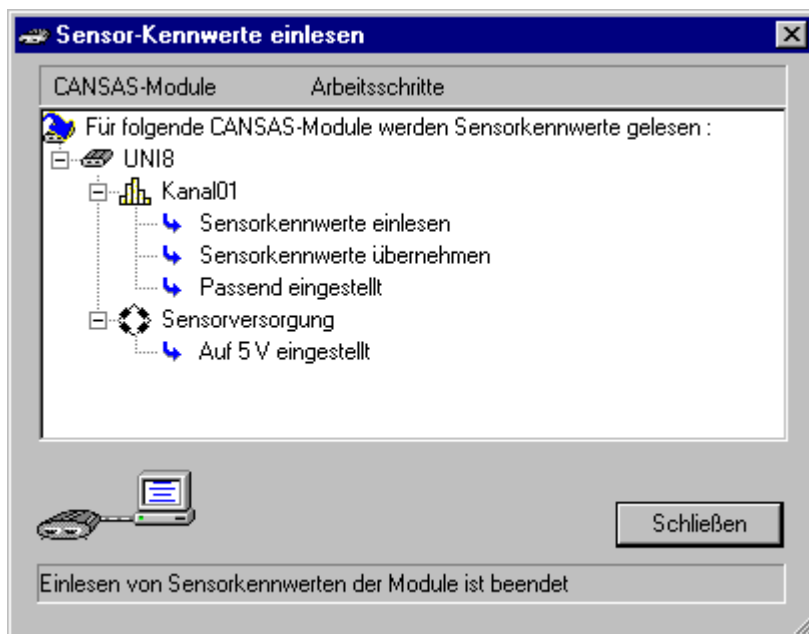 Sensor-Kennwerte einlesen
CANSAS-Module Arbeitsschritte
Für folgende CANSAS-Module werden Sensorkennwerte gelesen :
UNI8
Kanal01
Sensorkennwerte einlesen
Sensorkennwerte übernehmen
Passend eingestellt
Sensorversorgung
Auf 5 V eingestellt
Schließen
Einlesen von Sensorkennwerten der Module ist beendet